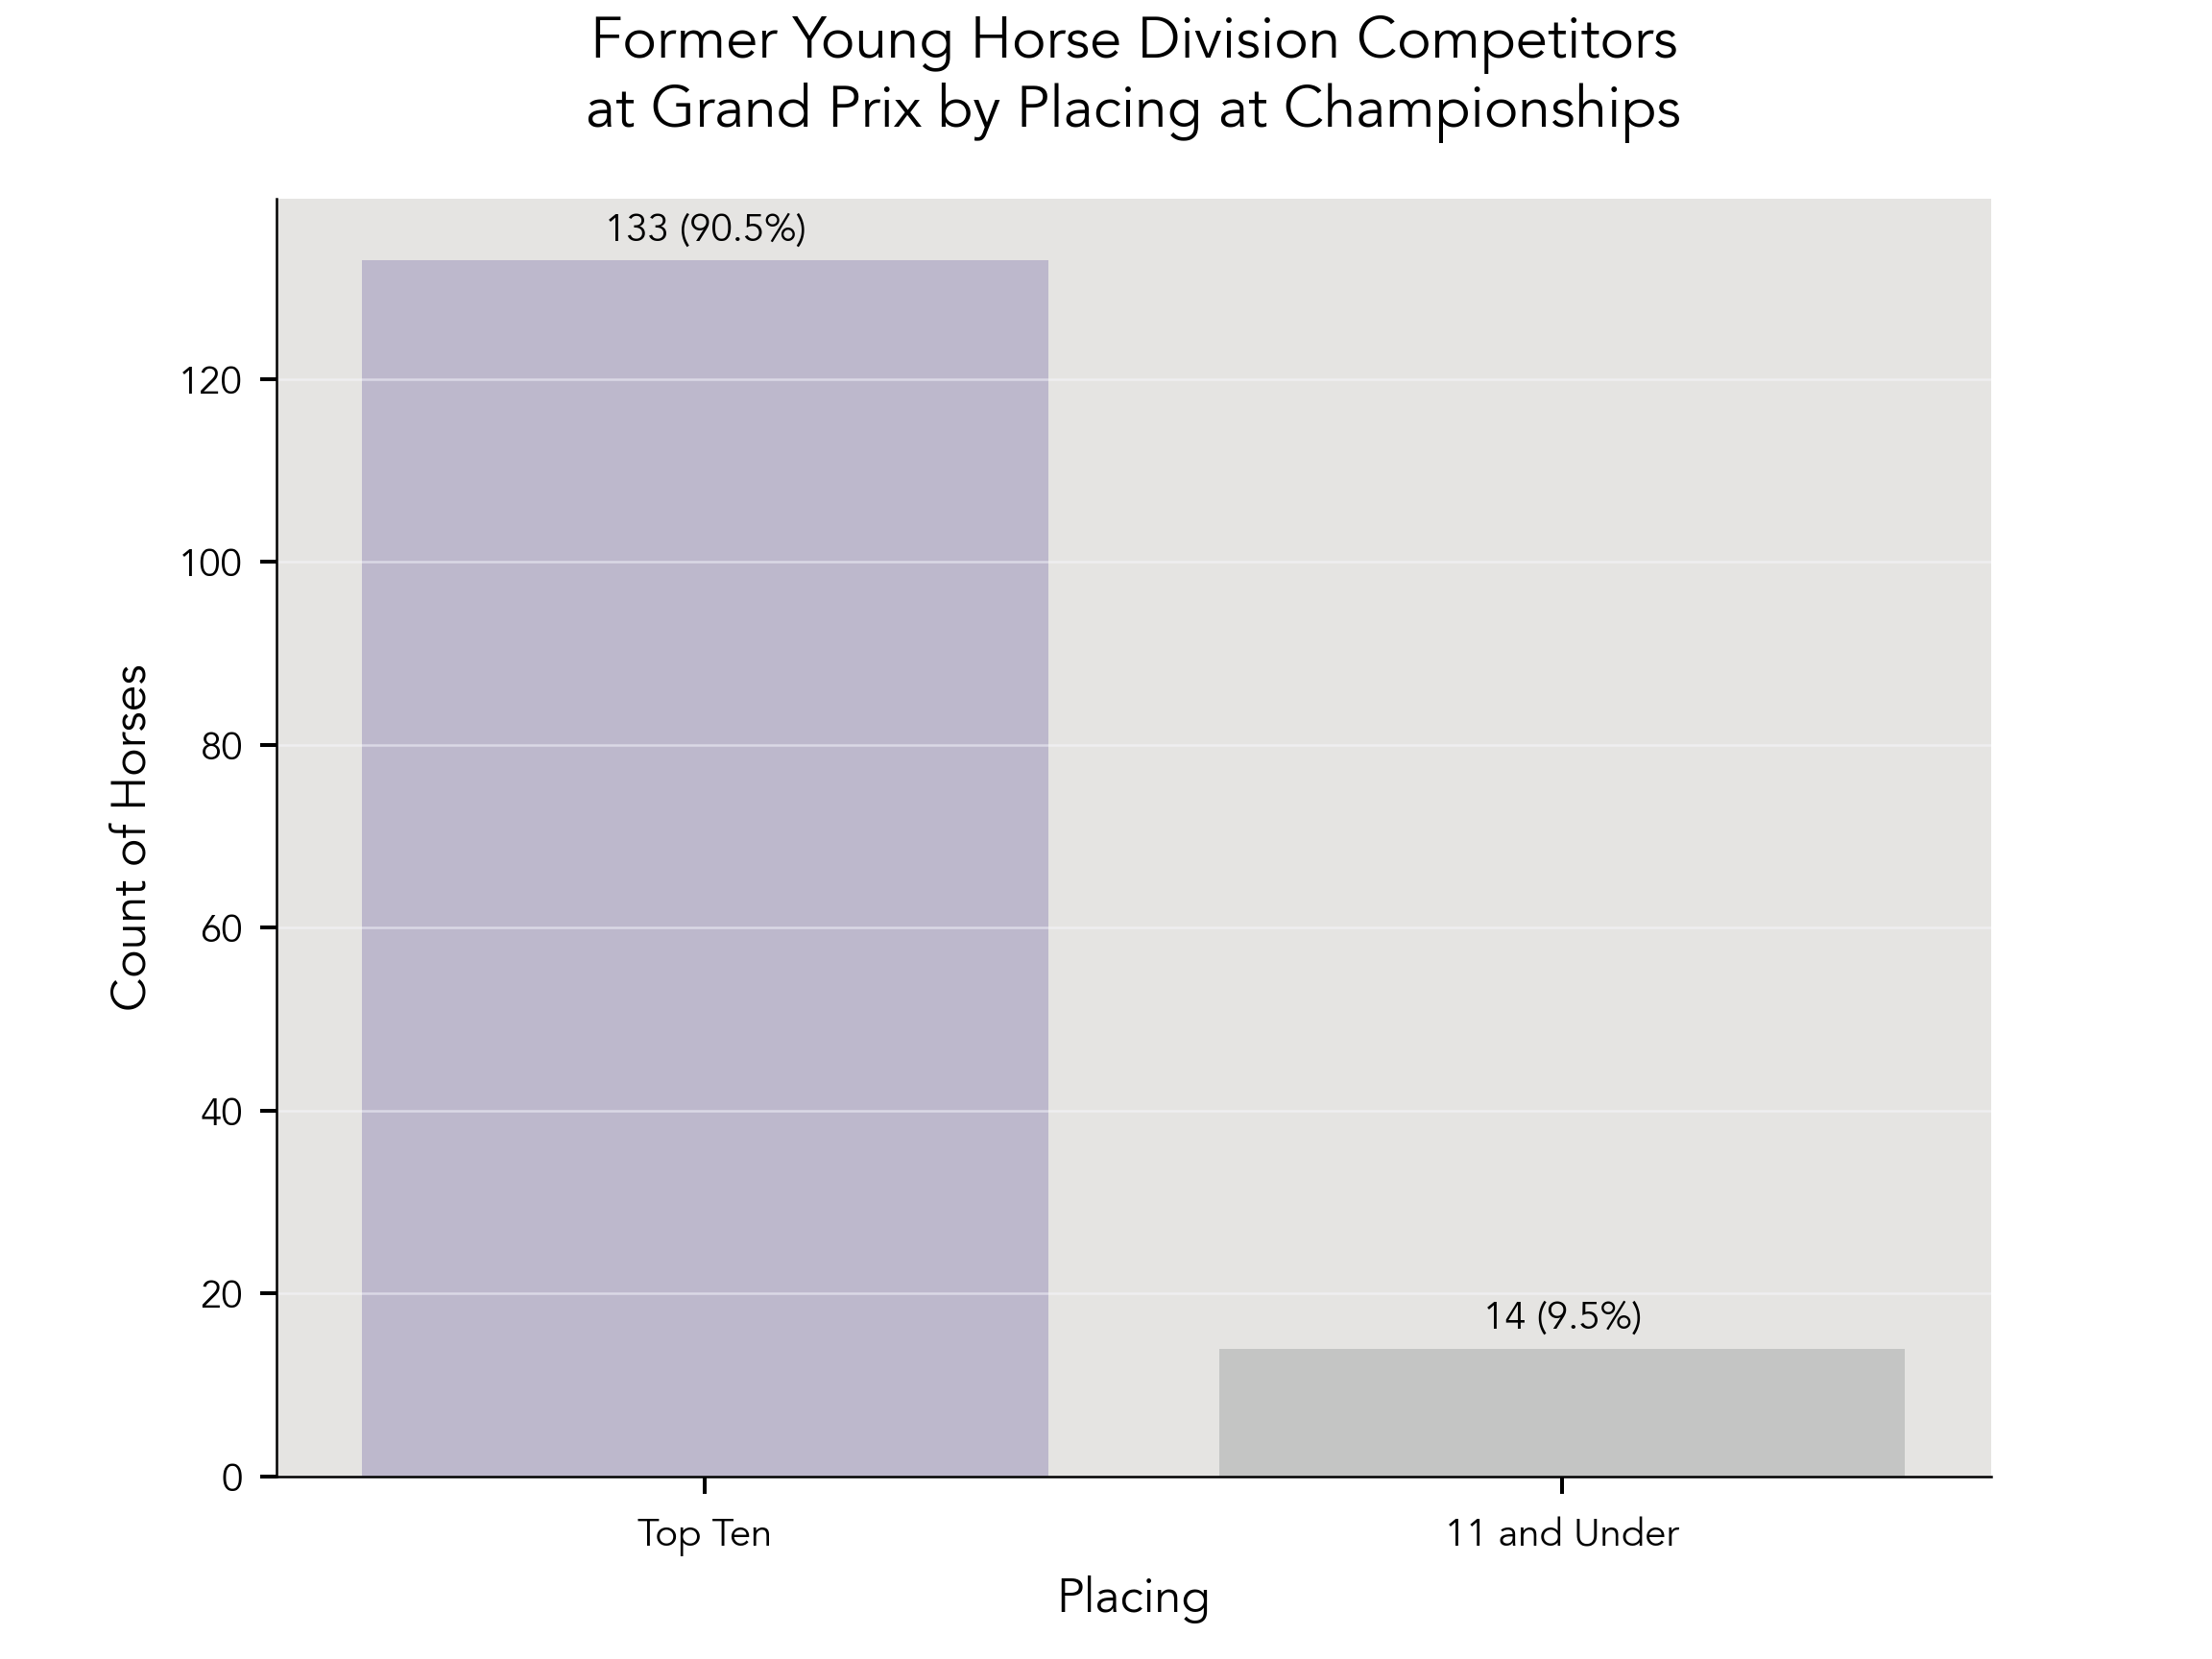 Former Young Horse Division Competitors
at Grand Prix by Placing at Championships
133 (90.5%)
120
100
80
60
40
20
0
Count of Horses
14 (9.5%)
Top Ten
11 and Under
Placing